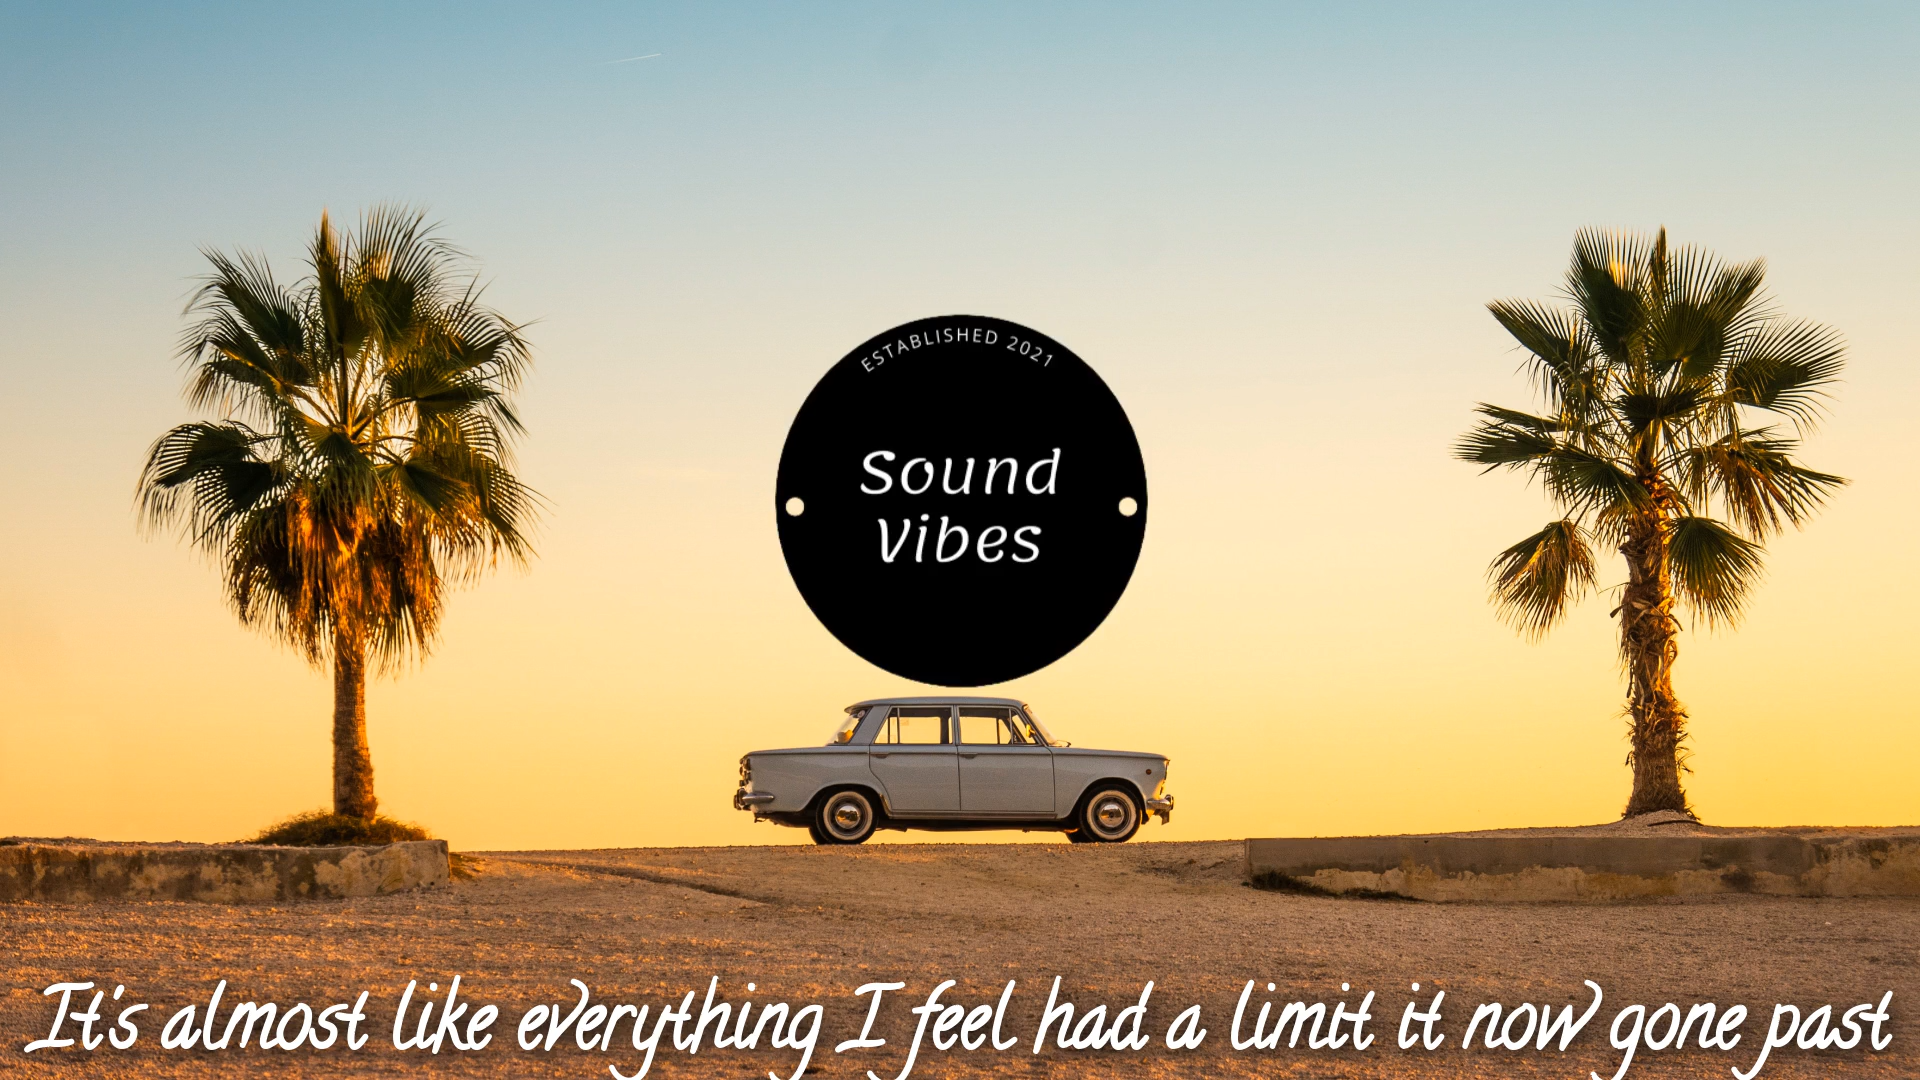 ESTABLISHED 2021
Sound
Vibes
It's almost like everything I feel had a limit it now gone past